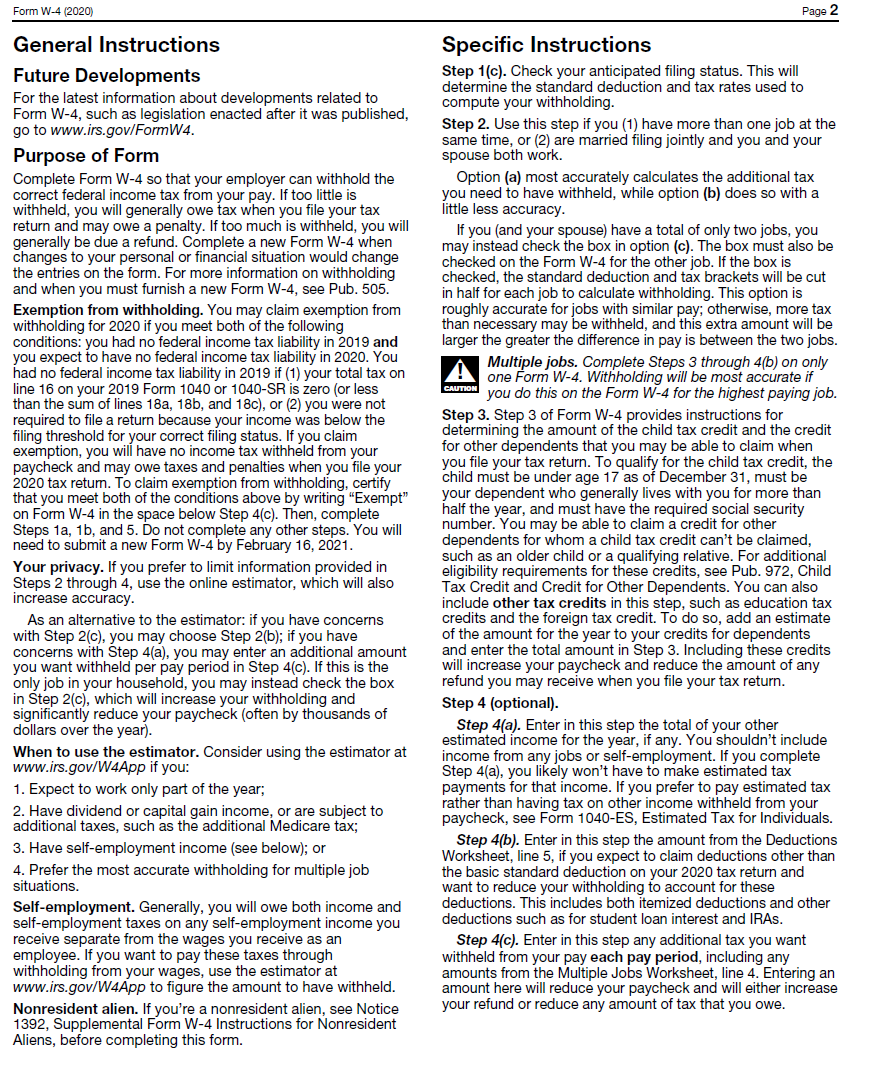 Form W-4 (2020)
Page 2
General Instructions
Future Developments
For the latest information about developments related to
Form W-4, such as legislation enacted after it was published,
go to www.irs.gov/FormW4.
Purpose of Form
Complete Form W-4 so that your employer can withhold the
correct federal income tax from your pay. If too little is
withheld, you will generally owe tax when you file your tax
return and may owe a penalty. If too much is withheld, you will
generally be due a refund. Complete a new Form W-4 when
changes to your personal or financial situation would change
the entries on the form. For more information on withholding
and when you must furnish a new Form W-4, see Pub. 505.
Exemption from withholding. You may claim exemption from
withholding for 2020 if you meet both of the following
conditions: you had no federal income tax liability in 2019 and
you expect to have no federal income tax liability in 2020. You
had no federal income tax liability in 2019 if (1) your total tax on
line 16 on your 2019 Form 1040 or 1040-SR is zero (or less
than the sum of lines 18a, 18b, and 18c), or (2) you were not
required to file a return because your income was below the
filing threshold for your correct filing status. If you claim
exemption, you will have no income tax withheld from your
paycheck and may owe taxes and penalties when you file your
2020 tax return. To claim exemption from withholding, certify
that you meet both of the conditions above by writing “Exempt”
on Form W-4 in the space below Step 4(c). Then, complete
Steps 1a, 1b, and 5. Do not complete any other steps. You will
need to submit a new Form W-4 by February 16, 2021.
Your privacy. If you prefer to limit information provided in
Steps 2 through 4, use the online estimator, which will also
increase accuracy.
As an alternative to the estimator: if you have concerns
with Step 2(c), you may choose Step 2(b); if you have
concerns with Step 4(a), you may enter an additional amount
you want withheld per pay period in Step 4(c). If this is the
only job in your household, you may instead check the box
in Step 2(c), which will increase your withholding and
significantly reduce your paycheck (often by thousands of
dollars over the year).
When to use the estimator. Consider using the estimator at
www.irs.gov/W4App if you:
1. Expect to work only part of the year;
2. Have dividend or capital gain income, or are subject to
additional taxes, such as the additional Medicare tax;
3. Have self-employment income (see below); or
4. Prefer the most accurate withholding for multiple job
situations.
Self-employment. Generally, you will owe both income and
self-employment taxes on any self-employment income you
receive separate from the wages you receive as an
employee. If you want to pay these taxes through
withholding from your wages, use the estimator at
www.irs.gov/W4App to figure the amount to have withheld.
Nonresident alien. If you’re a nonresident alien, see Notice
1392, Supplemental Form W-4 Instructions for Nonresident
Aliens, before completing this form.
Specific Instructions
Step 1(c). Check your anticipated filing status. This will
determine the standard deduction and tax rates used to
compute your withholding.
Step 2. Use this step if you (1) have more than one job at the
same time, or (2) are married filing jointly and you and your
spouse both work.
Option (a) most accurately calculates the additional tax
you need to have withheld, while option (b) does so with a
little less accuracy.
If you (and your spouse) have a total of only two jobs, you
may instead check the box in option (c). The box must also be
checked on the Form W-4 for the other job. If the box is
checked, the standard deduction and tax brackets will be cut
in half for each job to calculate withholding. This option is
roughly accurate for jobs with similar pay; otherwise, more tax
than necessary may be withheld, and this extra amount will be
larger the greater the difference in pay is between the two jobs.
CAUTION
Multiple jobs. Complete Steps 3 through 4(b) on only
one Form W-4. Withholding will be most accurate if
you do this on the Form W-4 for the highest paying job.
Step 3. Step 3 of Form W-4 provides instructions for
determining the amount of the child tax credit and the credit
for other dependents that you may be able to claim when
you file your tax return. To qualify for the child tax credit, the
child must be under age 17 as of December 31, must be
your dependent who generally lives with you for more than
half the year, and must have the required social security
number. You may be able to claim a credit for other
dependents for whom a child tax credit can’t be claimed,
such as an older child or a qualifying relative. For additional
eligibility requirements for these credits, see Pub. 972, Child
Tax Credit and Credit for Other Dependents. You can also
include other tax credits in this step, such as education tax
credits and the foreign tax credit. To do so, add an estimate
of the amount for the year to your credits for dependents
and enter the total amount in Step 3. Including these credits
will increase your paycheck and reduce the amount of any
refund you may receive when you file your tax return.
Step 4 (optional).
Step 4(a). Enter in this step the total of your other
estimated income for the year, if any. You shouldn’t include
income from any jobs or self-employment. If you complete
Step 4(a), you likely won’t have to make estimated tax
payments for that income. If you prefer to pay estimated tax
rather than having tax on other income withheld from your
paycheck, see Form 1040-ES, Estimated Tax for Individuals.
Step 4(b). Enter in this step the amount from the Deductions
Worksheet, line 5, if you expect to claim deductions other than
the basic standard deduction on your 2020 tax return and
want to reduce your withholding to account for these
deductions. This includes both itemized deductions and other
deductions such as for student loan interest and IRAs.
Step 4(c). Enter in this step any additional tax you want
withheld from your pay each pay period, including any
amounts from the Multiple Jobs Worksheet, line 4. Entering an
amount here will reduce your paycheck and will either increase
your refund or reduce any amount of tax that you owe.